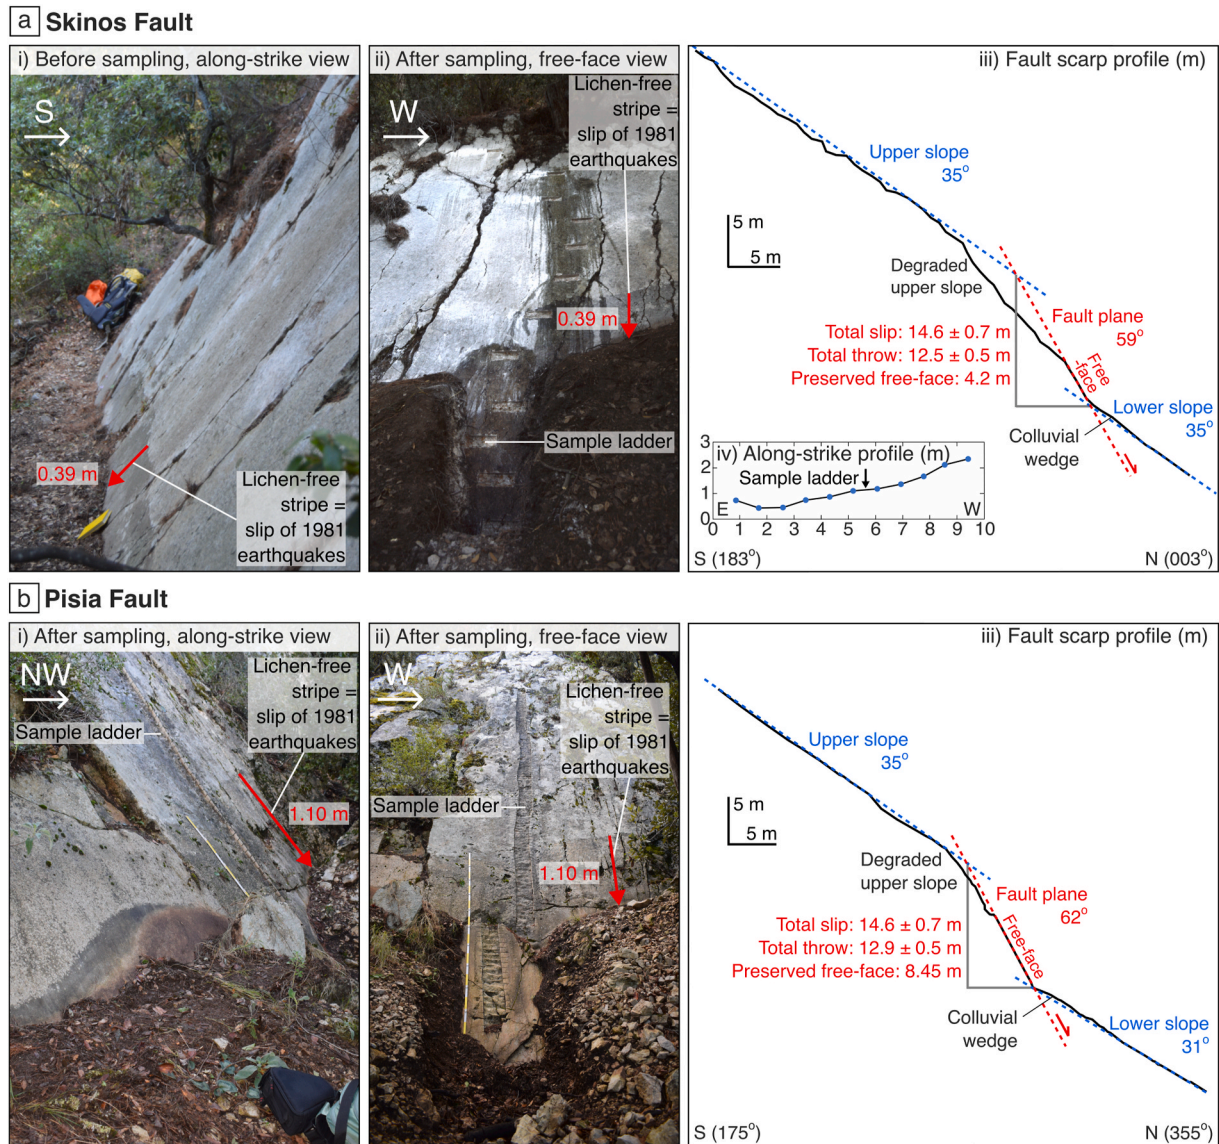 a Skinos Fault
i) Before sampling, along-strike view
S
0.39 m
Lichen-free
stripe =
slip of 1981
earthquakes
ii) After sampling, free-face view
W
Lichen-free
stripe =
slip of 1981
earthquakes
0.39 m
Sample ladder
iii) Fault scarp profile (m)
Upper slope
35°
5 m
5 m
Degraded
upper slope
Total slip: 14.6 ± 0.7 m
Total throw: 12.5 ± 0.5 m
Preserved free-face: 4.2 m
Fault plane
59°
Free
-face
Lower slope
35°
Colluvial
wedge
iv) Along-strike profile (m)
Sample ladder
3
2
1
0
E
W
0 1 2 3 4 5 6 7 8 9 10
S (183°)
N (003°)
b Pisia Fault
i) After sampling, along-strike view
NW
Sample ladder
Lichen-free
stripe =
slip of 1981
earthquakes
1.10 m
ii) After sampling, free-face view
W
Lichen-free
stripe =
slip of 1981
earthquakes
Sample ladder
1.10 m
iii) Fault scarp profile (m)
Upper slope
35°
5 m
5 m
Degraded
upper slope
Total slip: 14.6 ± 0.7 m
Total throw: 12.9 ± 0.5 m
Preserved free-face: 8.45 m
Fault plane
62°
Free-face
Colluvial
wedge
Lower slope
31°
S (175°)
N (355°)